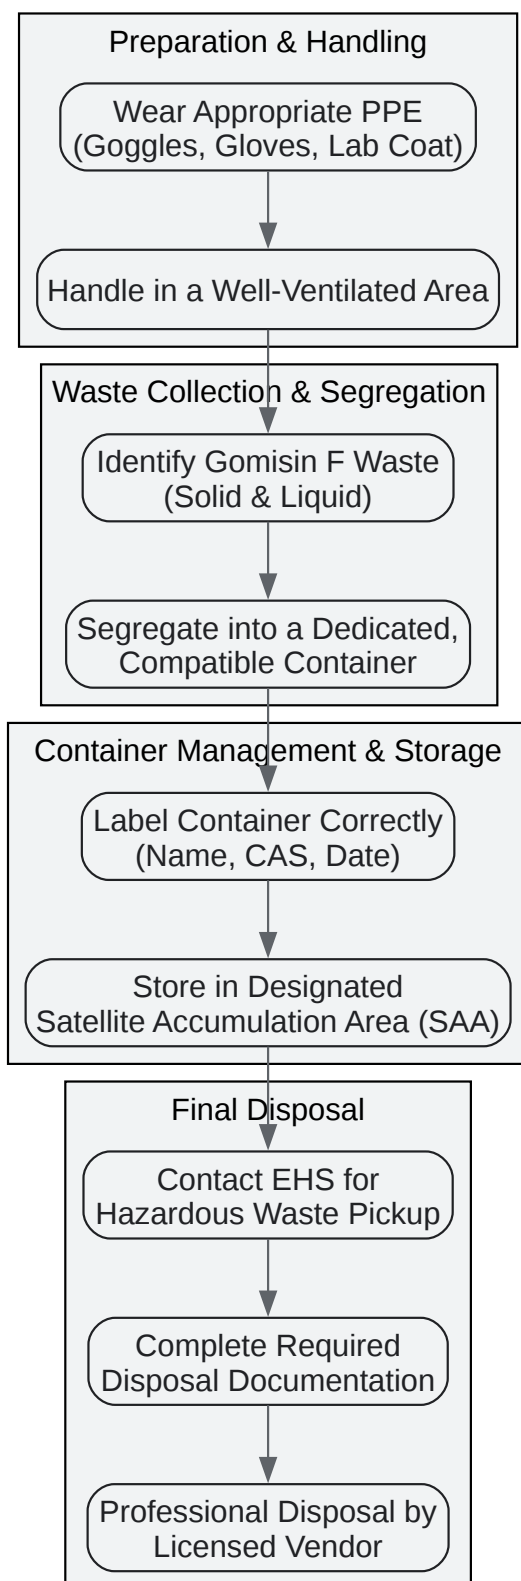 Preparation & Handling
Wear Appropriate PPE
(Goggles, Gloves, Lab Coat)
Handle in a Well-Ventilated Area
Waste Collection & Segregation
Identify Gomisin F Waste
(Solid & Liquid)
Segregate into a Dedicated,
Compatible Container
Container Management & Storage
Label Container Correctly
(Name, CAS, Date)
Store in Designated
Satellite Accumulation Area (SAA)
Final Disposal
Contact EHS for
Hazardous Waste Pickup
Complete Required
Disposal Documentation
Professional Disposal by
Licensed Vendor